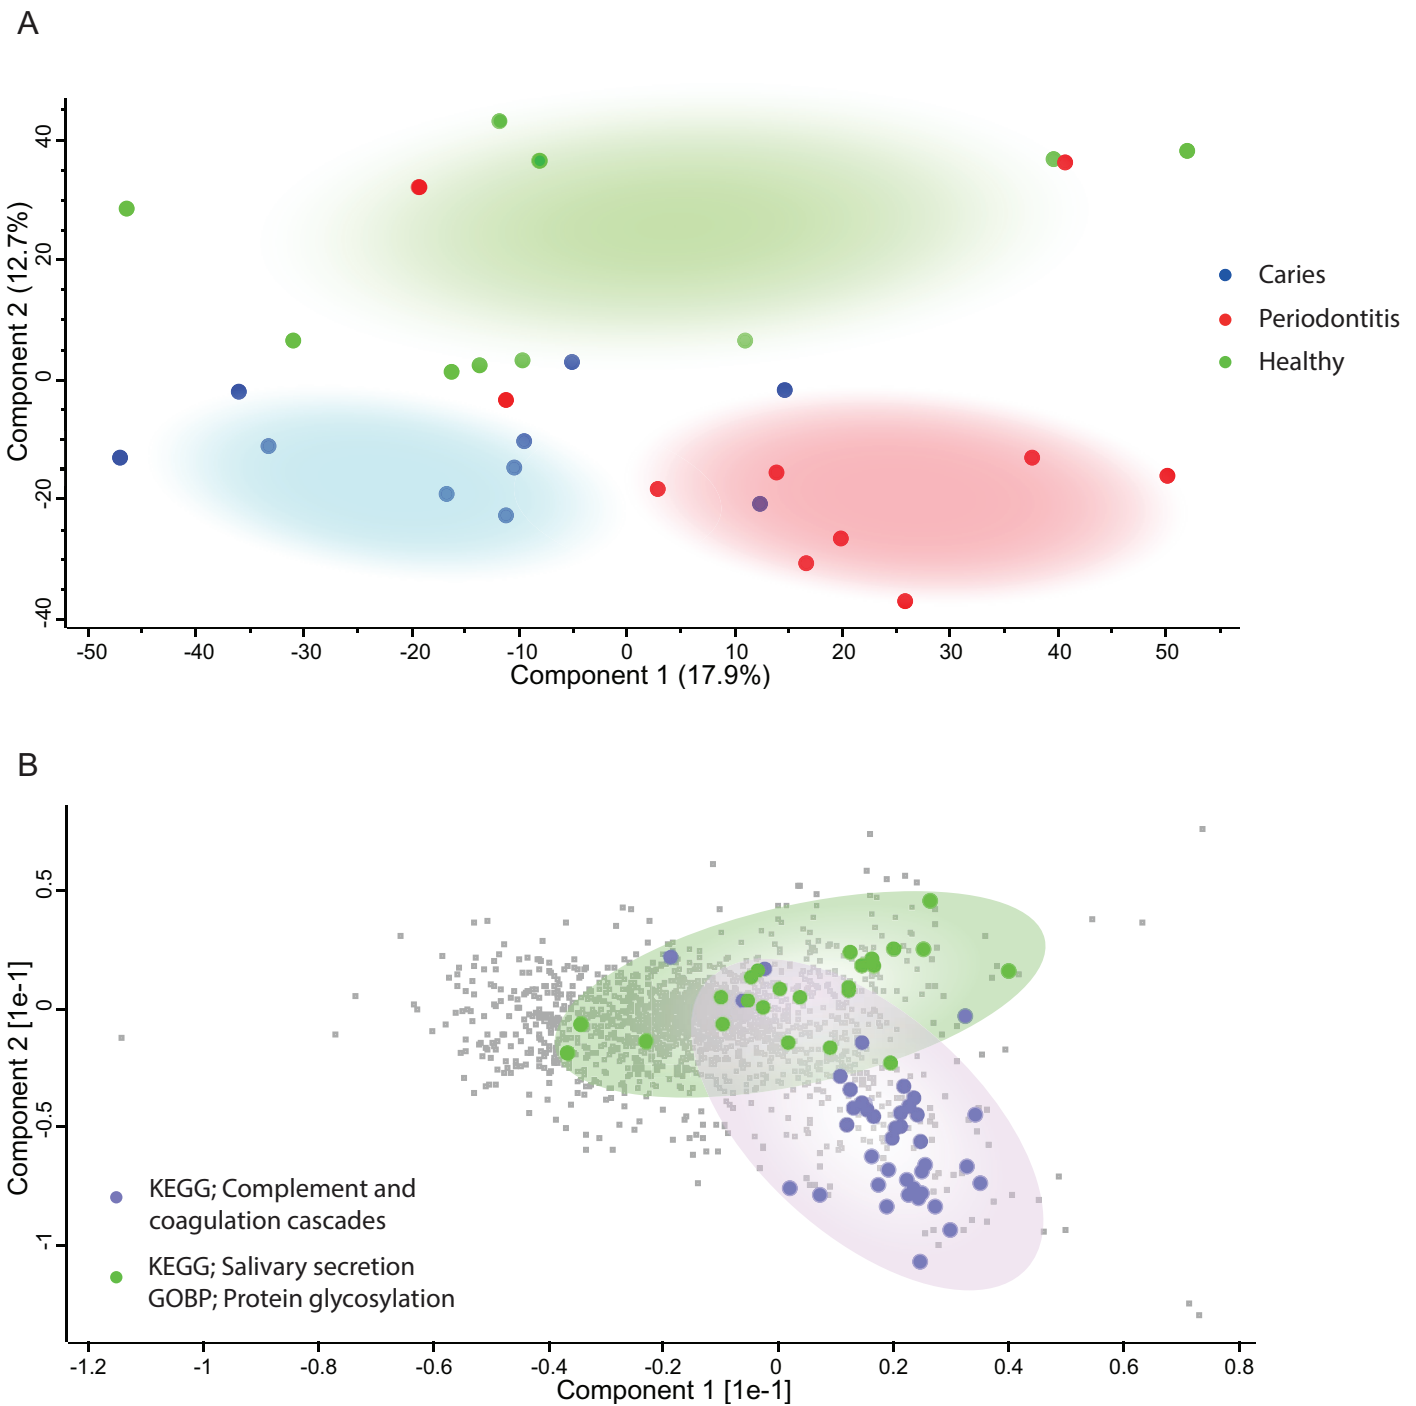 A
Component 2 (12.7%)
40
20
0
-20
-40
-50 -40 -30 -20 -10 0 10 20 30 40 50
Component 1 (17.9%)
Caries
Periodontitis
Healthy
B
Component 2 [1e-1]
0.5
0
-0.5
-1
KEGG; Complement and
coagulation cascades
KEGG; Salivary secretion
GOBP; Protein glycosylation
-1.2 -1 -0.8 -0.6 -0.4 -0.2 0 0.2 0.4 0.6 0.8
Component 1 [1e-1]